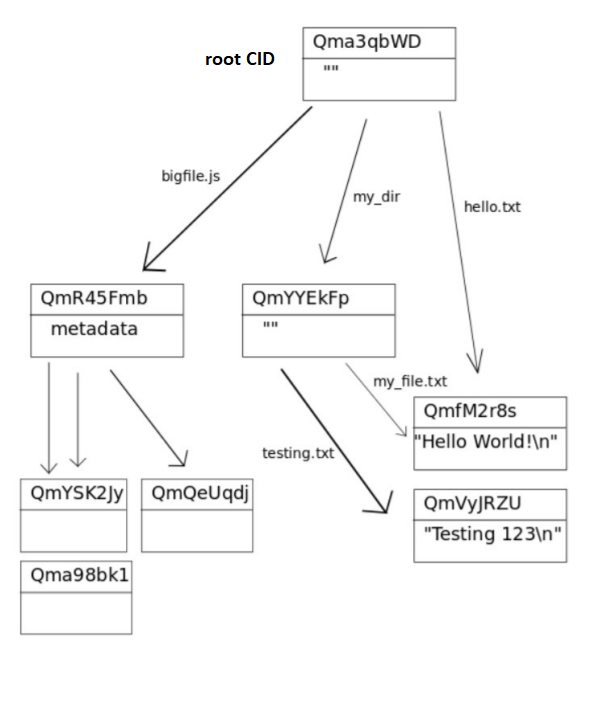 Qma3qbWD
root CID
""
bigfile.js
my_dir
hello.txt
QmR45Fmb
metadata
QmYYEkFp
""
my_file.txt
QmfM2r8s
"Hello World!\n"
testing.txt
QmYSK2Jy
QmQeUqdj
QmVyJRZU
"Testing 123\n"
Qma98bk1